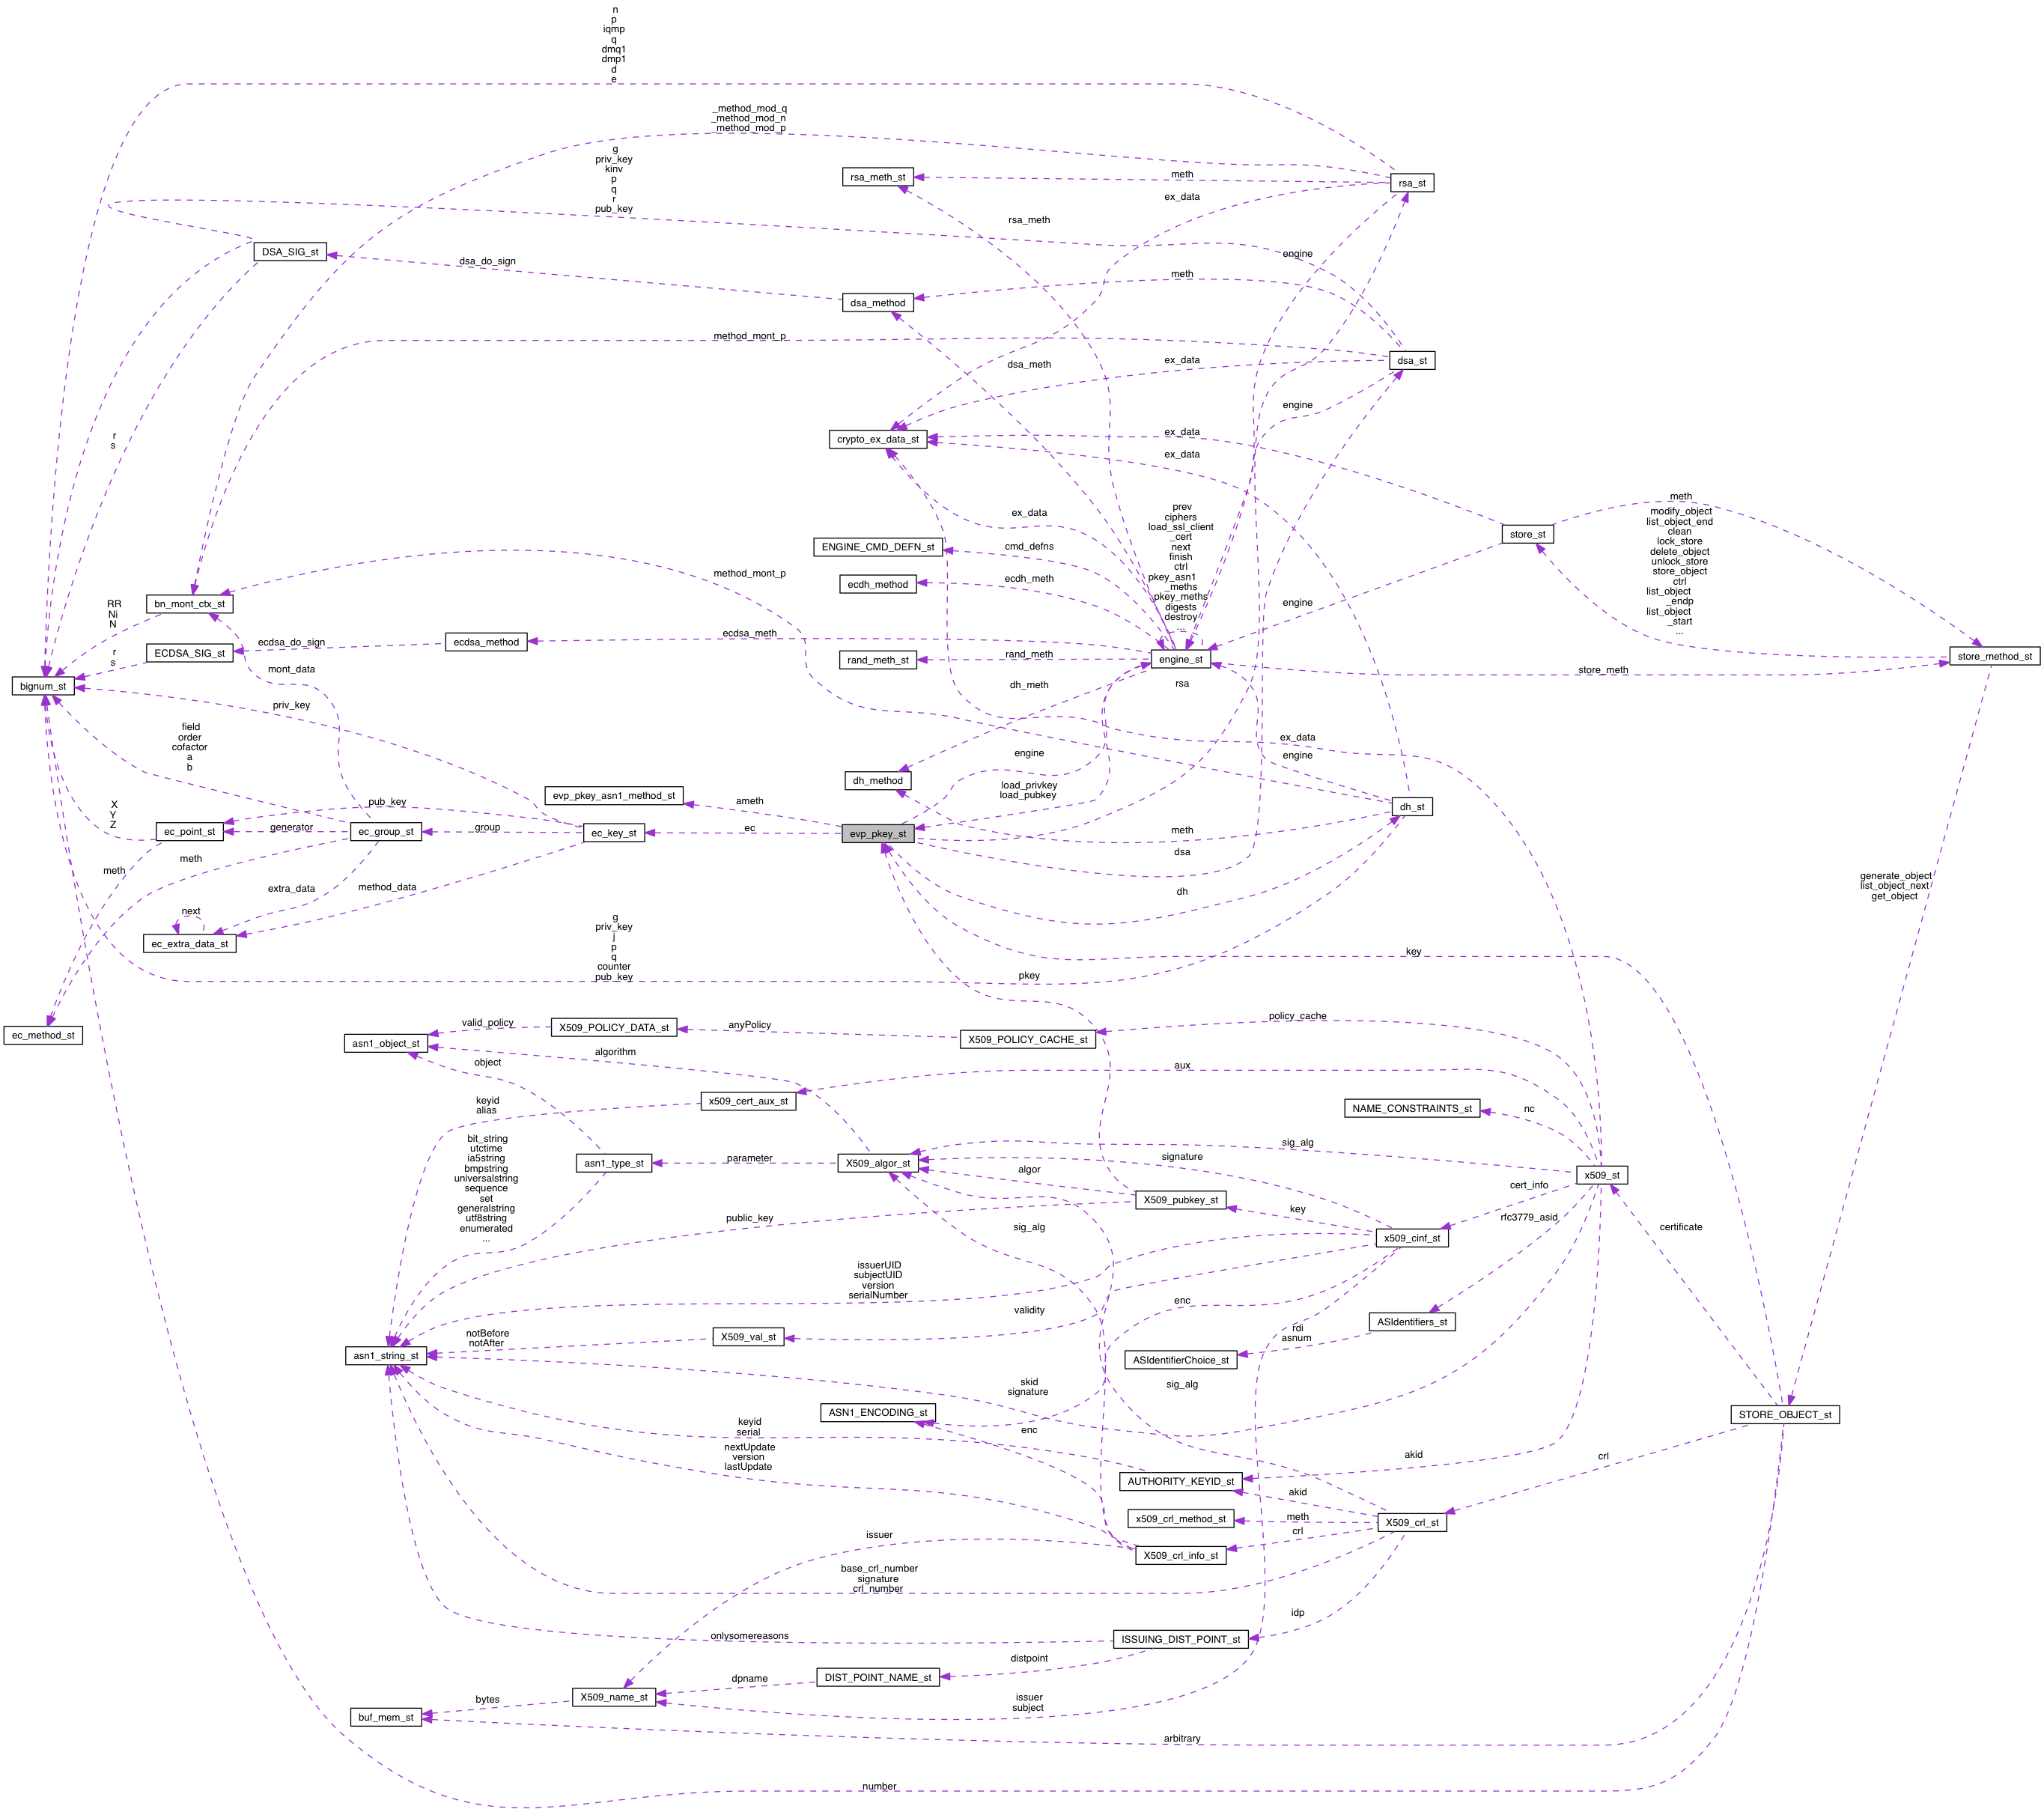 n
p
iqmp
q
dmq1
dmp1
d
e
_method_mod_q
_method_mod_n
_method_mod_p
g
priv_key
kinv
p
q
r
pub_key
rsa_meth_st
meth
rsa_st
ex_data
rsa_meth
DSA_SIG_st
dsa_do_sign
engine
meth
dsa_method
method_mont_p
dsa_meth
ex_data
dsa_st
engine
r
s
crypto_ex_data_st
ex_data
ex_data
ex_data
prev
ciphers
load_ssl_client
_cert
next
finish
ctrl
pkey_asn1
_meths
pkey_meths
digests
destroy
...
store_st
meth
modify_object
list_object_end
clean
lock_store
delete_object
unlock_store
store_object
ctrl
list_object
_endp
list_object
_start
...
ENGINE_CMD_DEFN_st
cmd_defns
ecdh_method
ecdh_meth
method_mont_p
bn_mont_ctx_st
RR
Ni
N
engine
ECDSA_SIG_st
ecdsa_do_sign
ecdsa_method
ecdsa_meth
r
s
rand_meth_st
rand_meth
engine_st
store_method_st
store_meth
bignum_st
mont_data
dh_meth
rsa
priv_key
field
order
cofactor
a
b
ex_data
engine
engine
dh_method
load_privkey
load_pubkey
evp_pkey_asn1_method_st
ameth
X
Y
Z
pub_key
dh_st
ec_point_st
generator
ec_group_st
group
ec_key_st
ec
evp_pkey_st
meth
meth
dsa
meth
extra_data
method_data
dh
generate_object
list_object_next
get_object
next
ec_extra_data_st
g
priv_key
j
p
q
counter
pub_key
key
pkey
ec_method_st
asn1_object_st
valid_policy
X509_POLICY_DATA_st
anyPolicy
X509_POLICY_CACHE_st
policy_cache
algorithm
object
aux
keyid
alias
x509_cert_aux_st
NAME_CONSTRAINTS_st
nc
bit_string
utctime
ia5string
bmpstring
universalstring
sequence
set
generalstring
utf8string
enumerated
...
asn1_type_st
parameter
X509_algor_st
sig_alg
signature
algor
x509_st
X509_pubkey_st
cert_info
key
public_key
sig_alg
rfc3779_asid
x509_cinf_st
certificate
issuerUID
subjectUID
version
serialNumber
enc
validity
ASIdentifiers_st
rdi
asnum
notBefore
notAfter
X509_val_st
asn1_string_st
ASIdentifierChoice_st
skid
signature
sig_alg
ASN1_ENCODING_st
STORE_OBJECT_st
keyid
serial
enc
nextUpdate
version
lastUpdate
akid
crl
AUTHORITY_KEYID_st
akid
x509_crl_method_st
meth
X509_crl_st
crl
issuer
X509_crl_info_st
base_crl_number
signature
crl_number
idp
onlysomereasons
ISSUING_DIST_POINT_st
distpoint
dpname
DIST_POINT_NAME_st
bytes
X509_name_st
issuer
subject
buf_mem_st
arbitrary
number